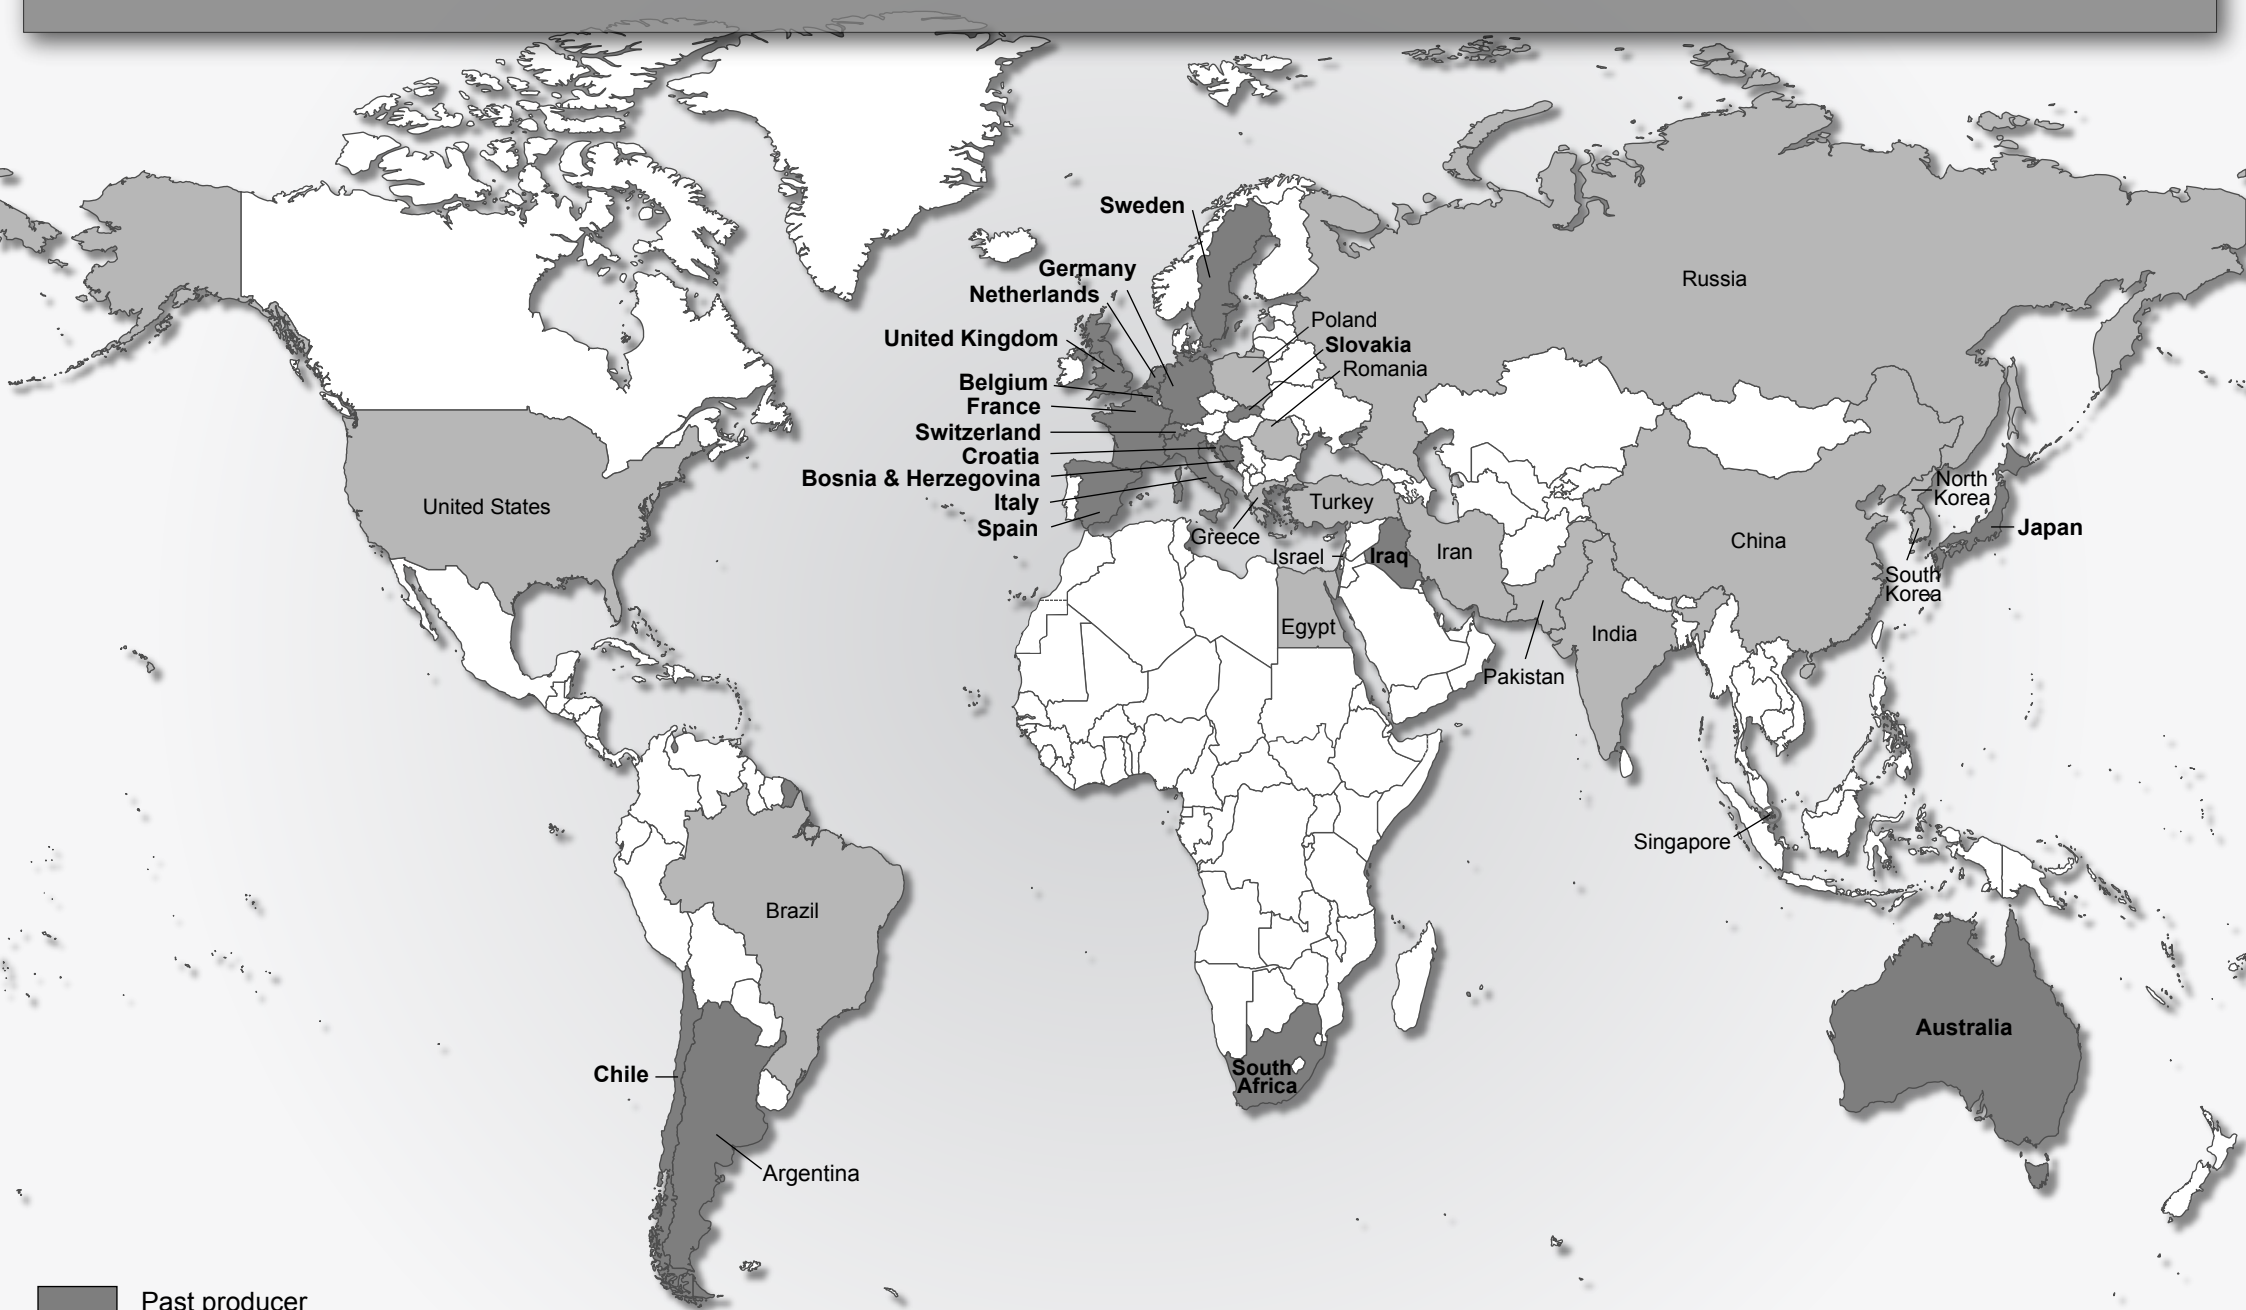 Sweden
Germany
Netherlands
United Kingdom
Belgium
France
Switzerland
Croatia
Bosnia & Herzegovina
Italy
Spain
Poland
Slovakia
Romania
Russia
United States
Greece
Turkey
Israel
Iraq
Iran
China
North
Korea
Japan
South
Korea
Egypt
India
Pakistan
Singapore
Brazil
Australia
Chile
South
Africa
Argentina
Past producer